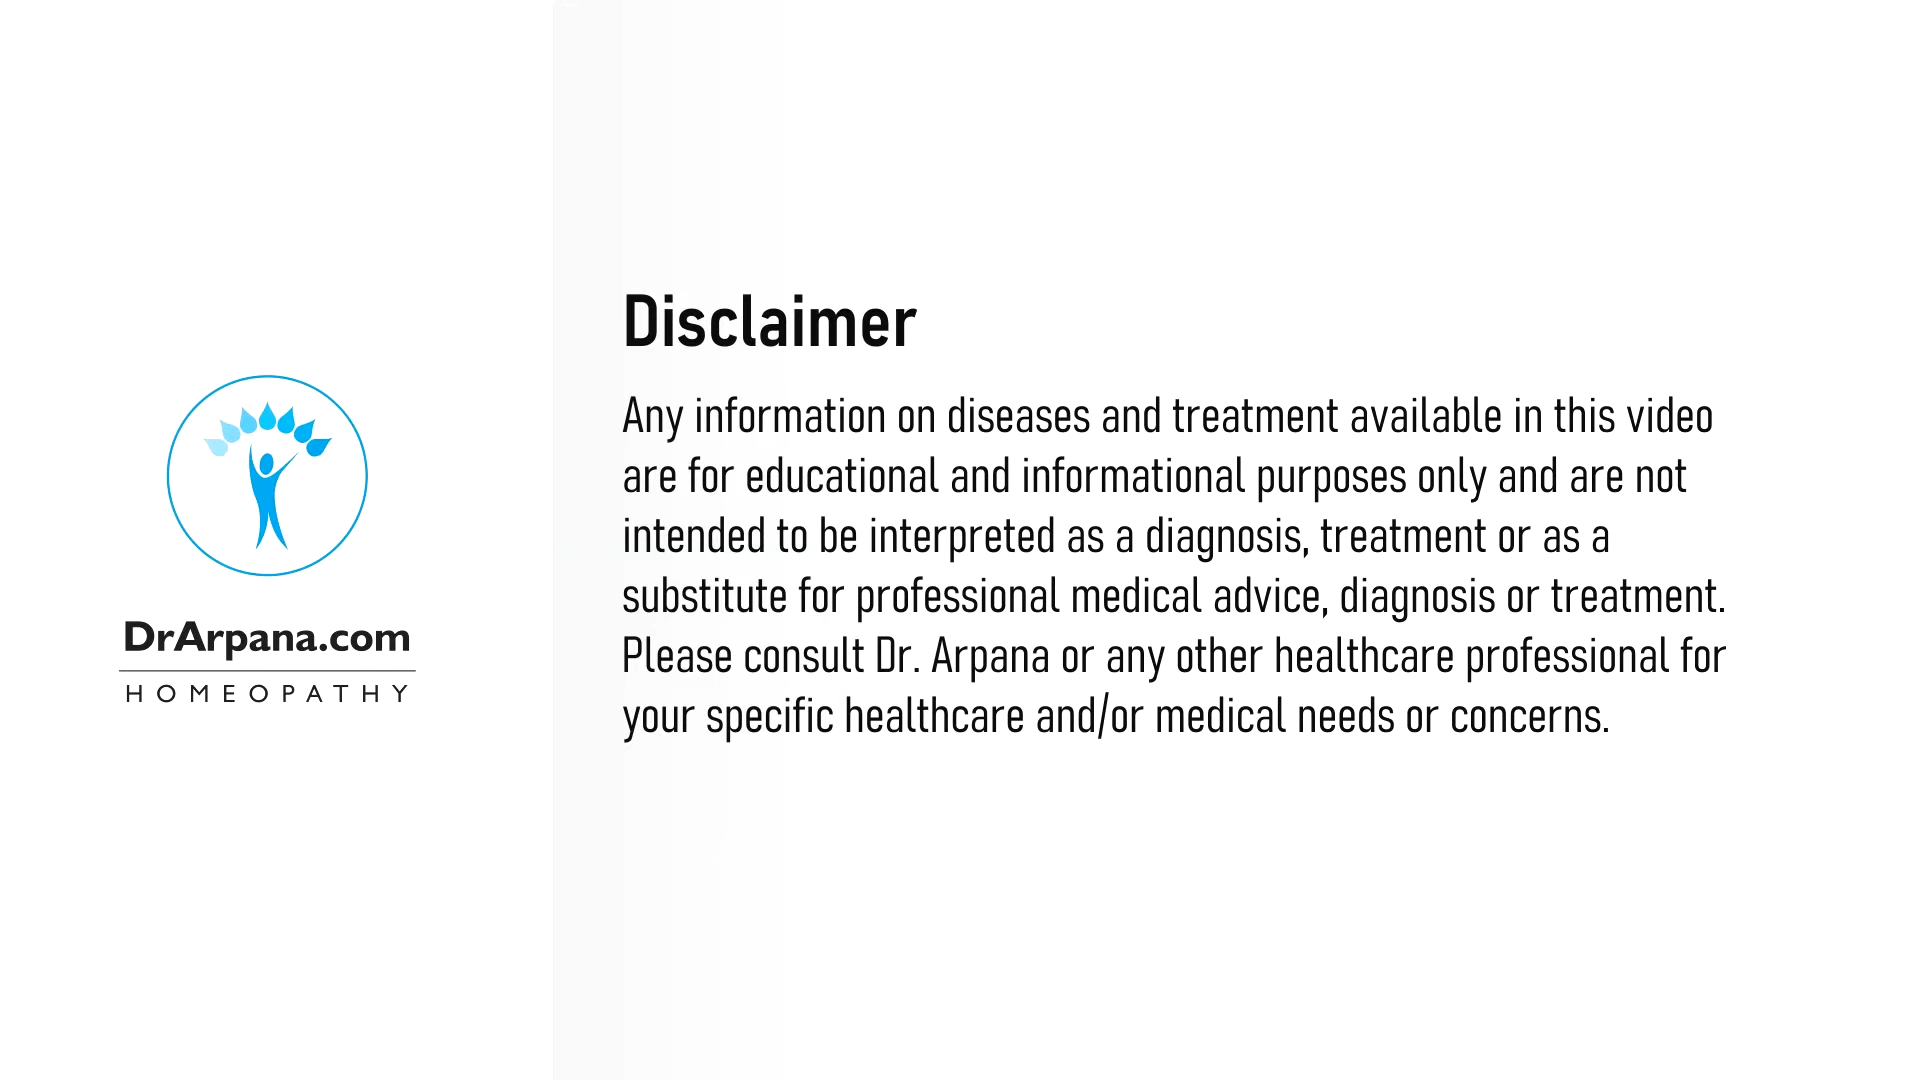 DrArpana.com
HOMEOPATHY
Disclaimer
Any information on diseases and treatment available in this video
are for educational and informational purposes only and are not
intended to be interpreted as a diagnosis, treatment or as a
substitute for professional medical advice, diagnosis or treatment.
Please consult Dr. Arpana or any other healthcare professional for
your specific healthcare and/or medical needs or concerns.